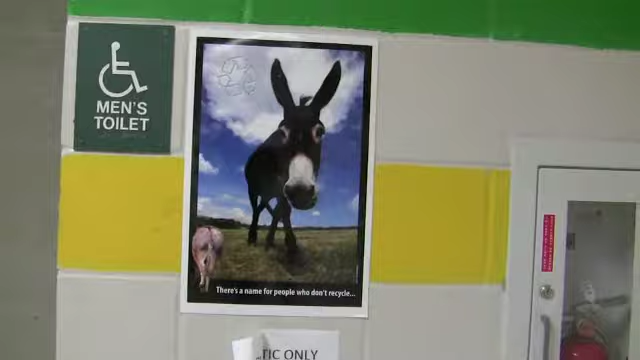 MEN'S
TOILET
There's a name for people who don't recycle...
TIC ONLY